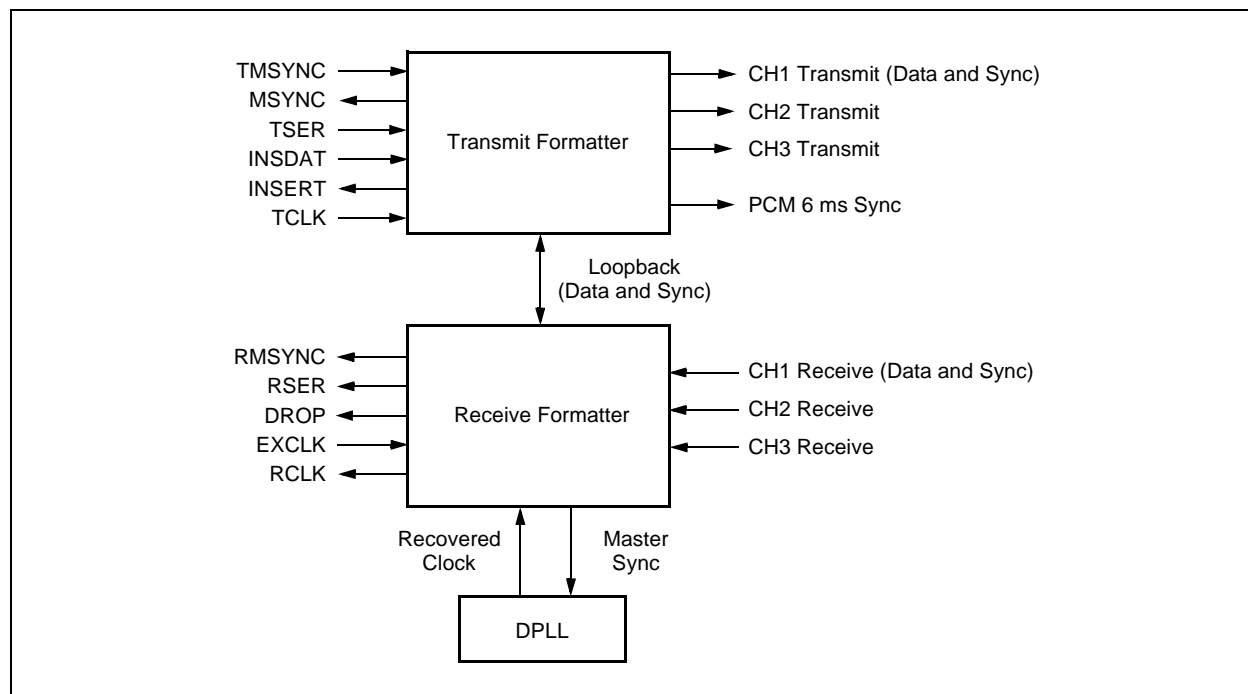 TMSYNC
MSYNC
TSER
INSDAT
INSERT
TCLK
Transmit Formatter
CH1 Transmit (Data and Sync)
CH2 Transmit
CH3 Transmit
PCM 6 ms Sync
Loopback
(Data and Sync)
RMSYNC
RSER
DROP
EXCLK
RCLK
Receive Formatter
CH1 Receive (Data and Sync)
CH2 Receive
CH3 Receive
Recovered
Clock
Master
Sync
DPLL